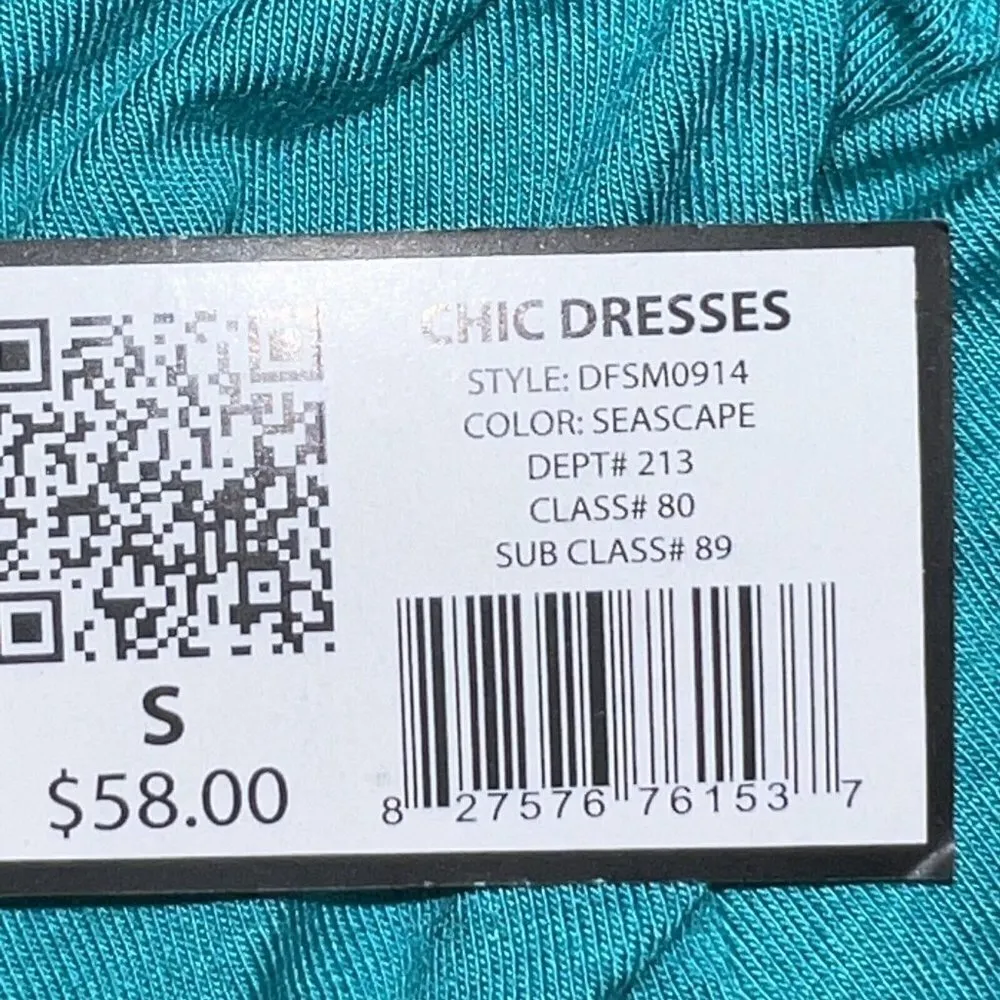 CHIC DRESSES
STYLE: DFSM0914
COLOR: SEASCAPE
DEPT# 213
CLASS# 80
SUB CLASS# 89
S
$58.00
8 27576 76153 7